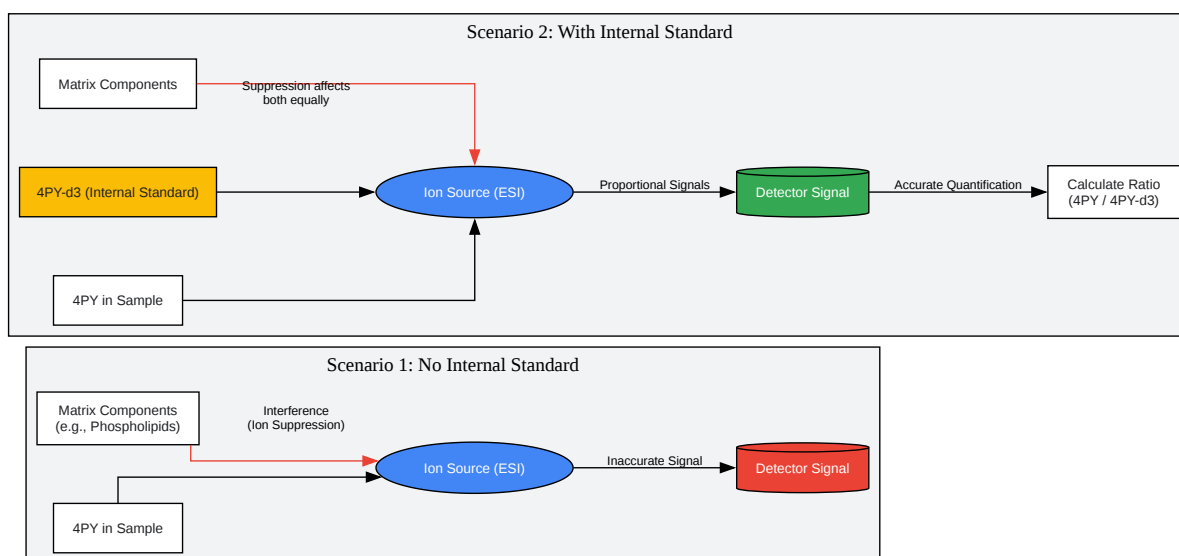 Scenario 2: With Internal Standard
Matrix Components
Suppression affects
both equally
4PY-d3 (Internal Standard)
Ion Source (ESI)
Proportional Signals
Detector Signal
Accurate Quantification
Calculate Ratio
(4PY / 4PY-d3)
4PY in Sample
Scenario 1: No Internal Standard
Matrix Components
(e.g., Phospholipids)
Interference
(Ion Suppression)
Ion Source (ESI)
Inaccurate Signal
Detector Signal
4PY in Sample